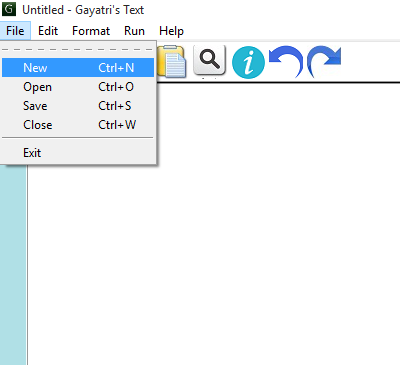 G Untitled - Gayatri's Text
File Edit Format Run Help
New Ctrl+N
Open Ctrl+O
Save Ctrl+S
Close Ctrl+W
Exit
i